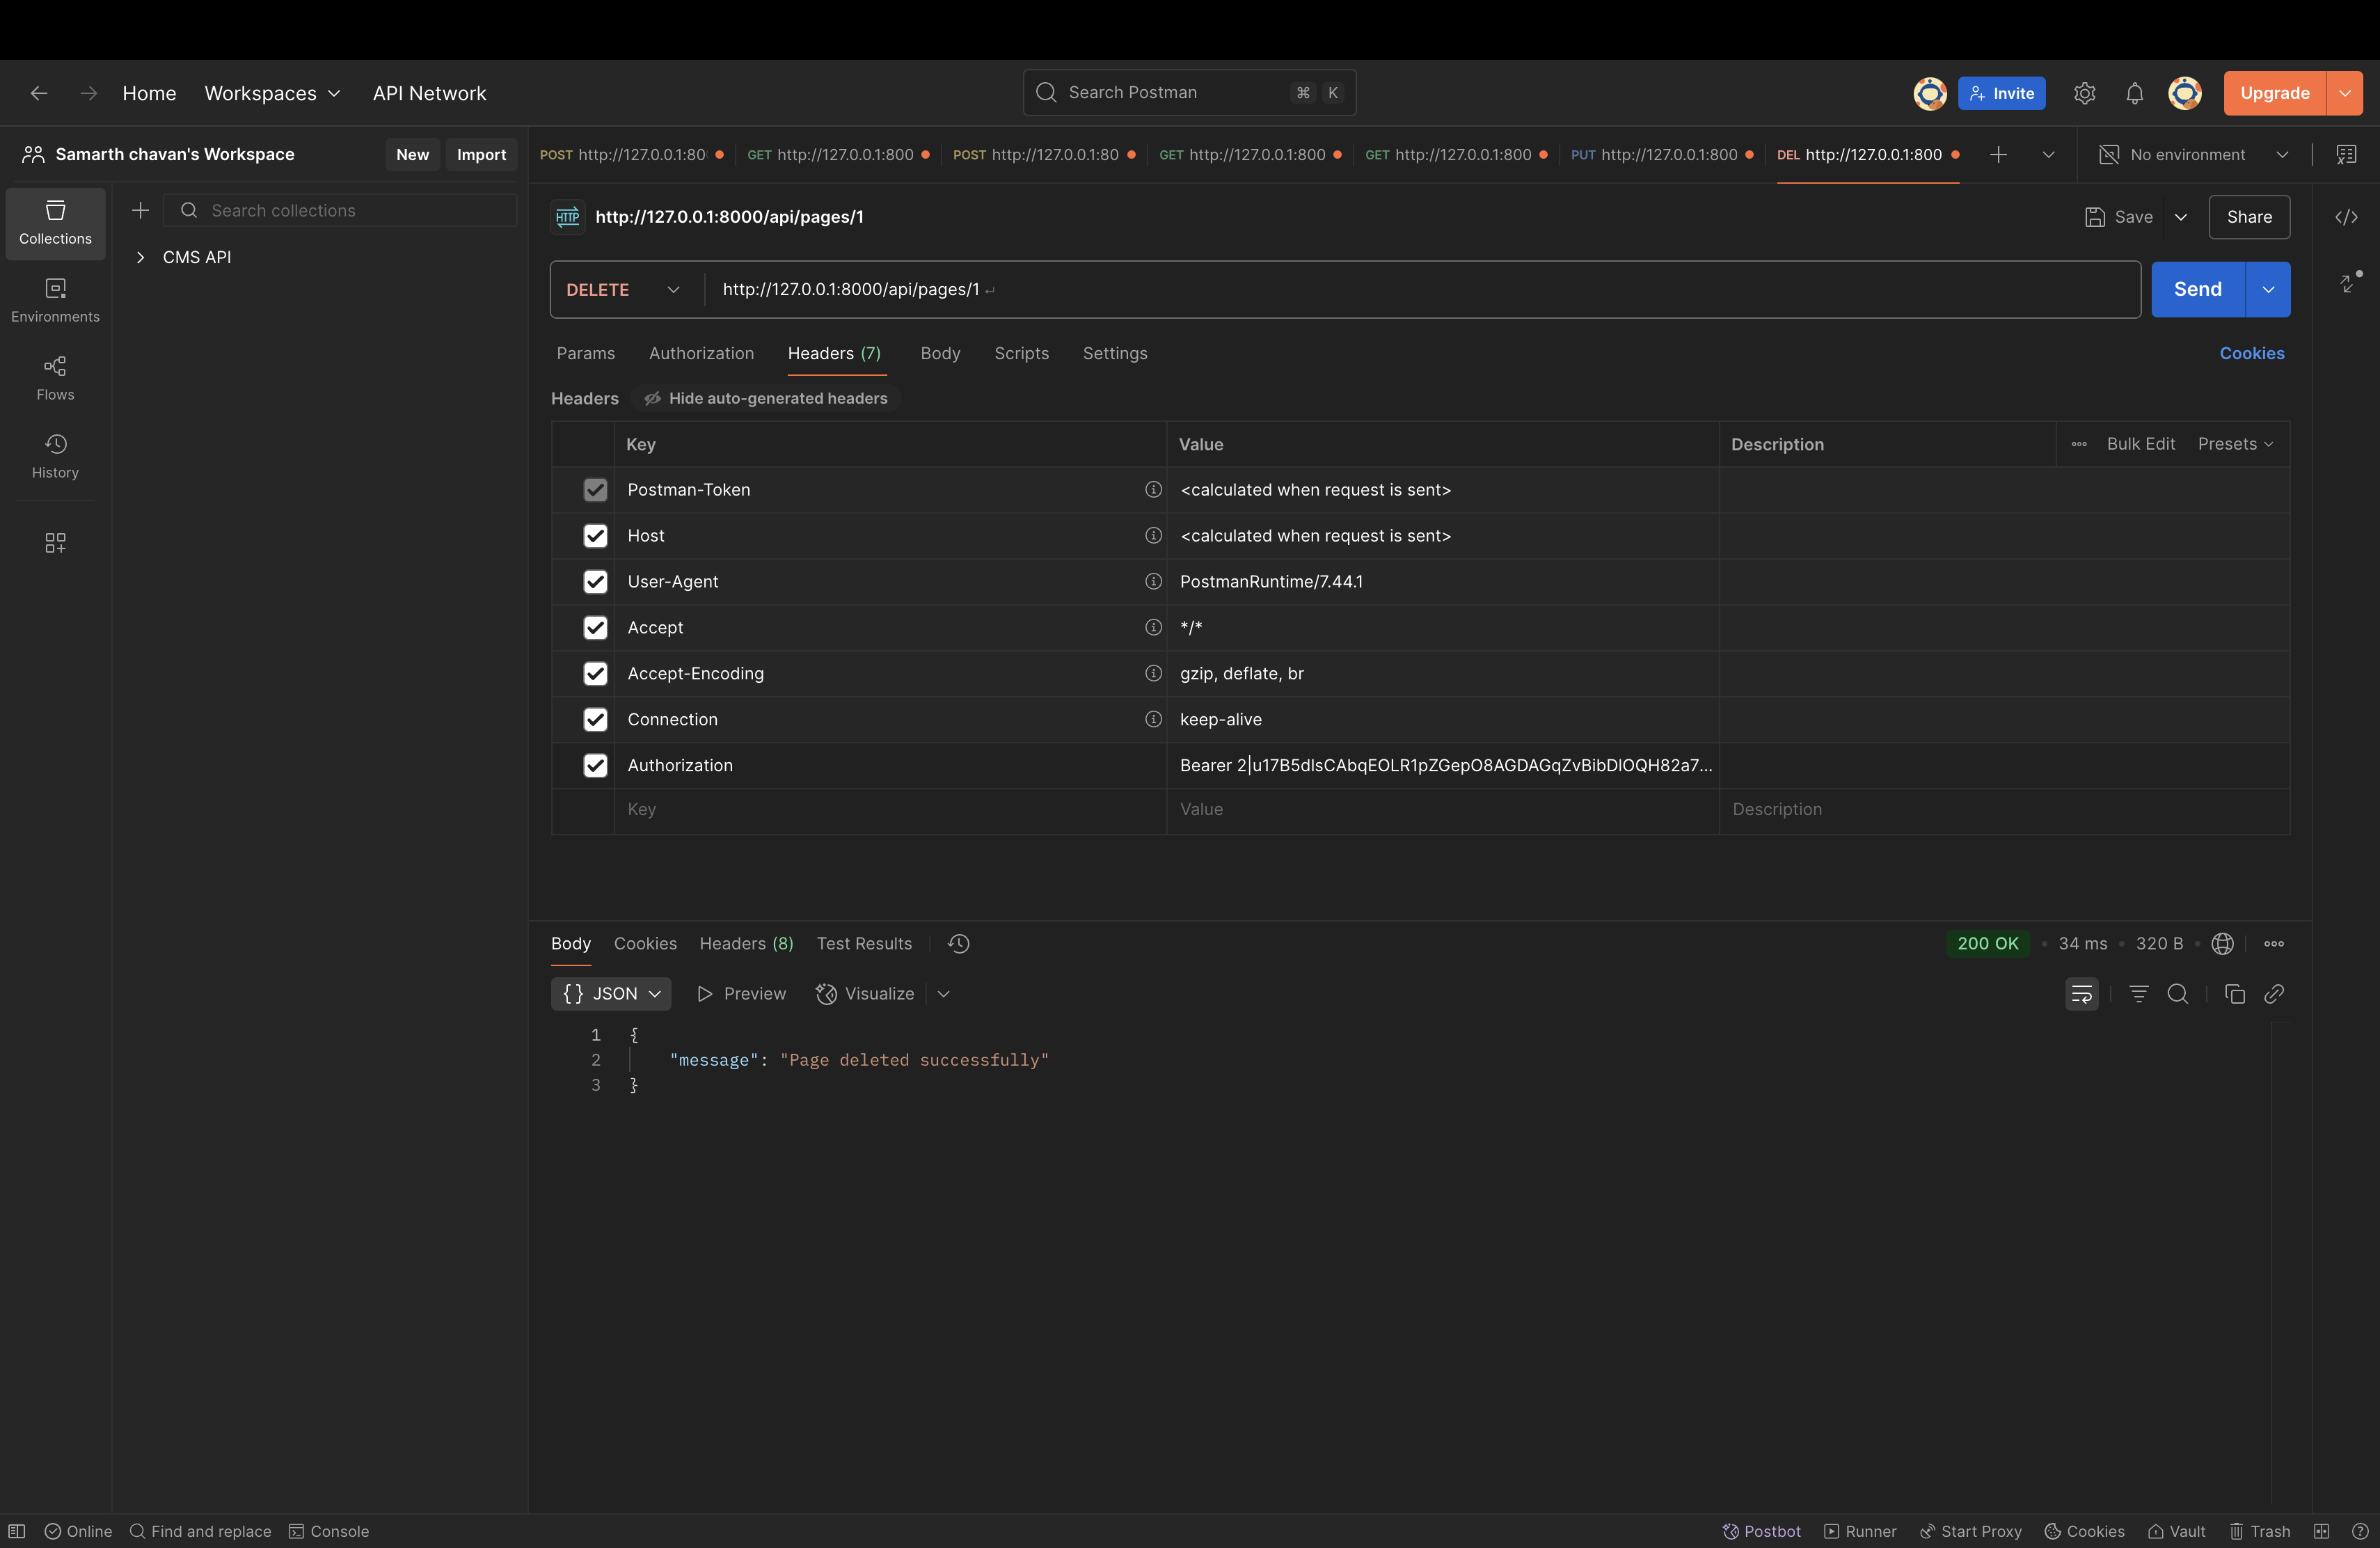 Home Workspaces API Network
Search Postman ⌘ K
Invite
Upgrade
Samarth chavan's Workspace New Import
POST http://127.0.0.1:80 GET http://127.0.0.1:800 POST http://127.0.0.1:80 GET http://127.0.0.1:800 GET http://127.0.0.1:800 PUT http://127.0.0.1:800 DEL http://127.0.0.1:800
No environment
Collections
Environments
Flows
History
Search collections
CMS API
HTTP http://127.0.0.1:8000/api/pages/1
Save Share
DELETE http://127.0.0.1:8000/api/pages/1
Send
Params Authorization Headers (7) Body Scripts Settings
Cookies
Headers Hide auto-generated headers
Key Value Description Bulk Edit Presets
Postman-Token <calculated when request is sent>
Host <calculated when request is sent>
User-Agent PostmanRuntime/7.44.1
Accept */*
Accept-Encoding gzip, deflate, br
Connection keep-alive
Authorization Bearer 2|u17B5dlsCAbqEOLR1pZGepO8AGDAGqZvBibDlOQH82a7...
Key Value Description
Body Cookies Headers (8) Test Results
200 OK 34 ms 320 B
{} JSON Preview Visualize
1 {
2 "message": "Page deleted successfully"
3 }
Online Find and replace Console
Postbot Runner Start Proxy Cookies Vault Trash